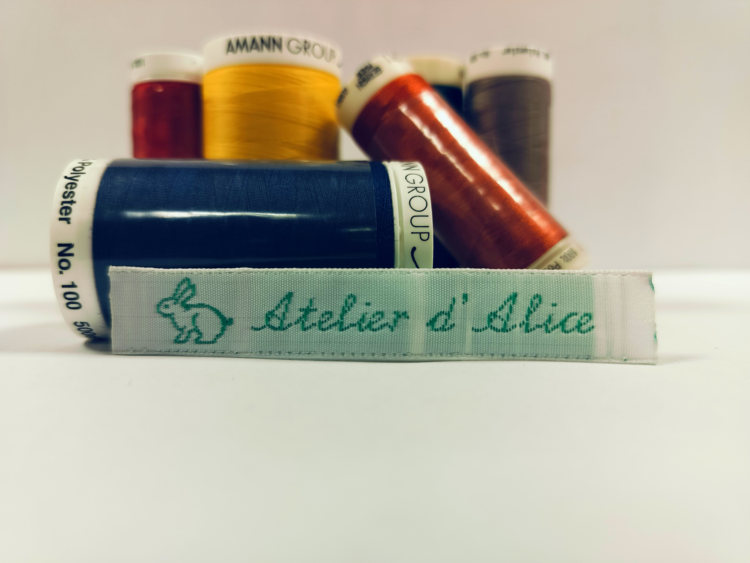 AMANN GROUP
Polyester No. 100
GROUP
Atelier d'Alice